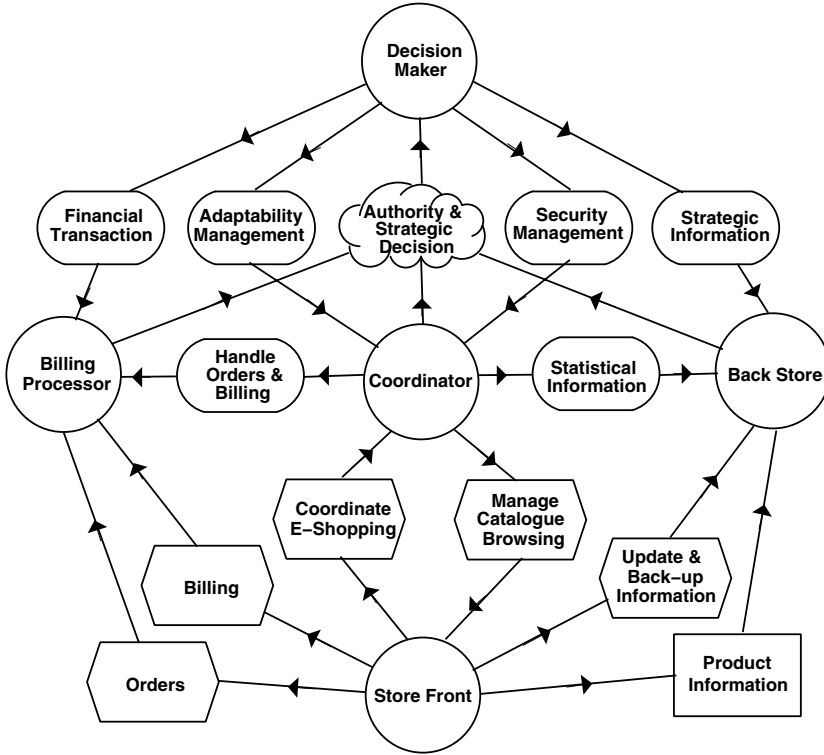 Decision
Maker
Financial
Transaction
Adaptability
Management
Authority &
Strategic
Decision
Security
Management
Strategic
Information
Billing
Processor
Handle
Orders &
Billing
Coordinator
Statistical
Information
Back Store
Coordinate
E−Shopping
Manage
Catalogue
Browsing
Billing
Update &
Back−up
Information
Orders
Store Front
Product
Information